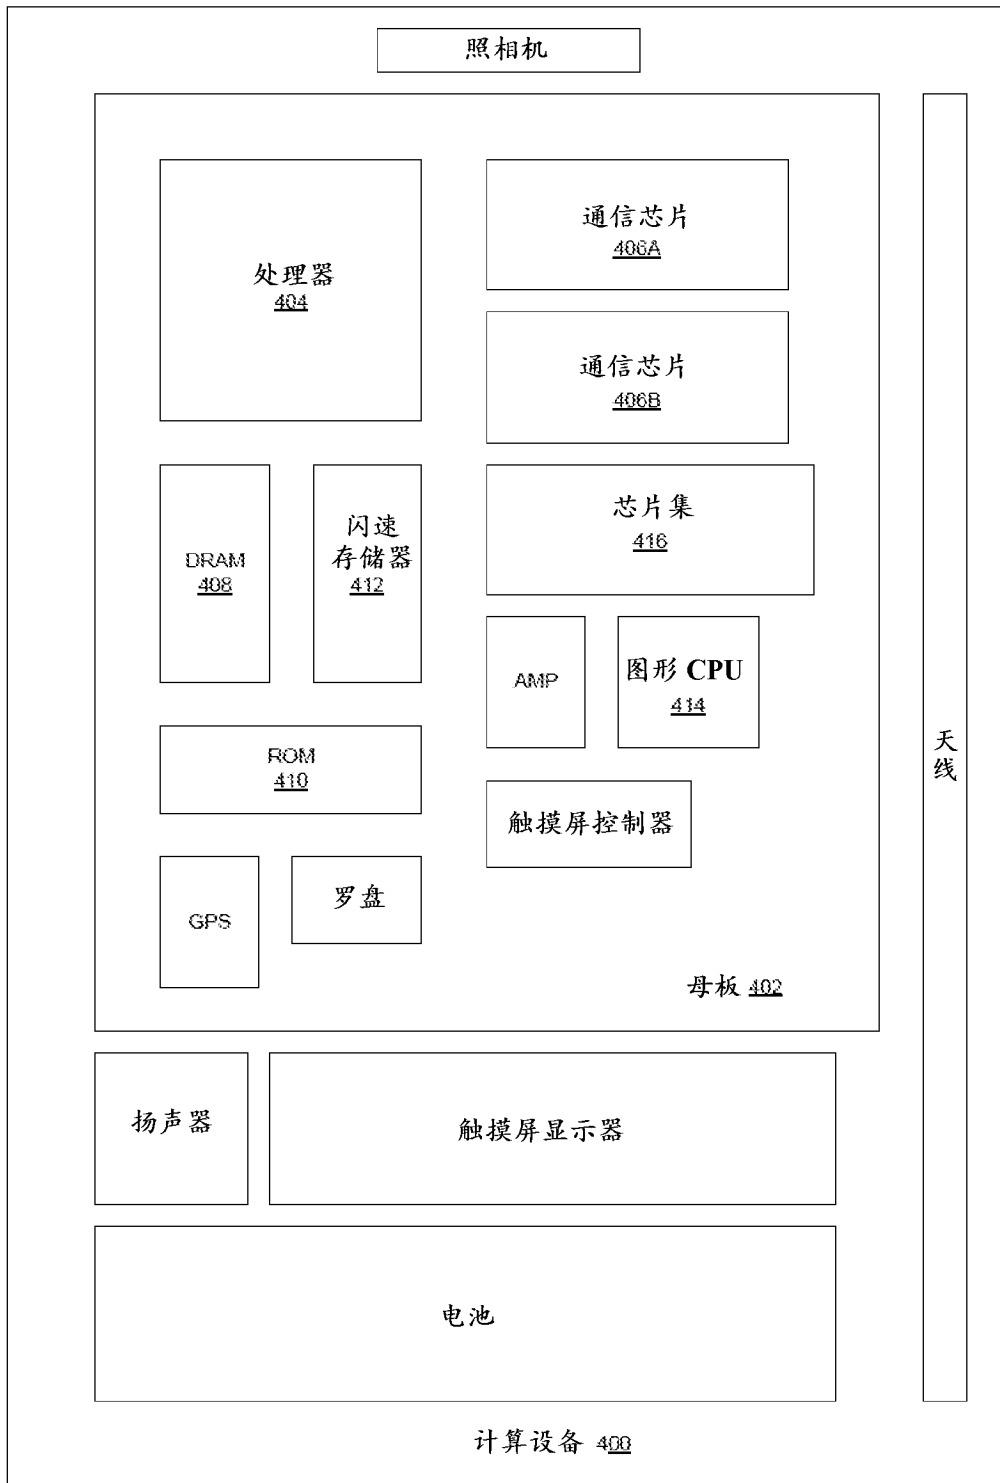 照相机
处理器
404
通信芯片
406A
通信芯片
406B
DRAM
408
闪速
存储器
412
芯片集
416
AMP
图形 CPU
414
ROM
410
触摸屏控制器
GPS
罗盘
母板 402
天线
扬声器
触摸屏显示器
电池
计算设备 400